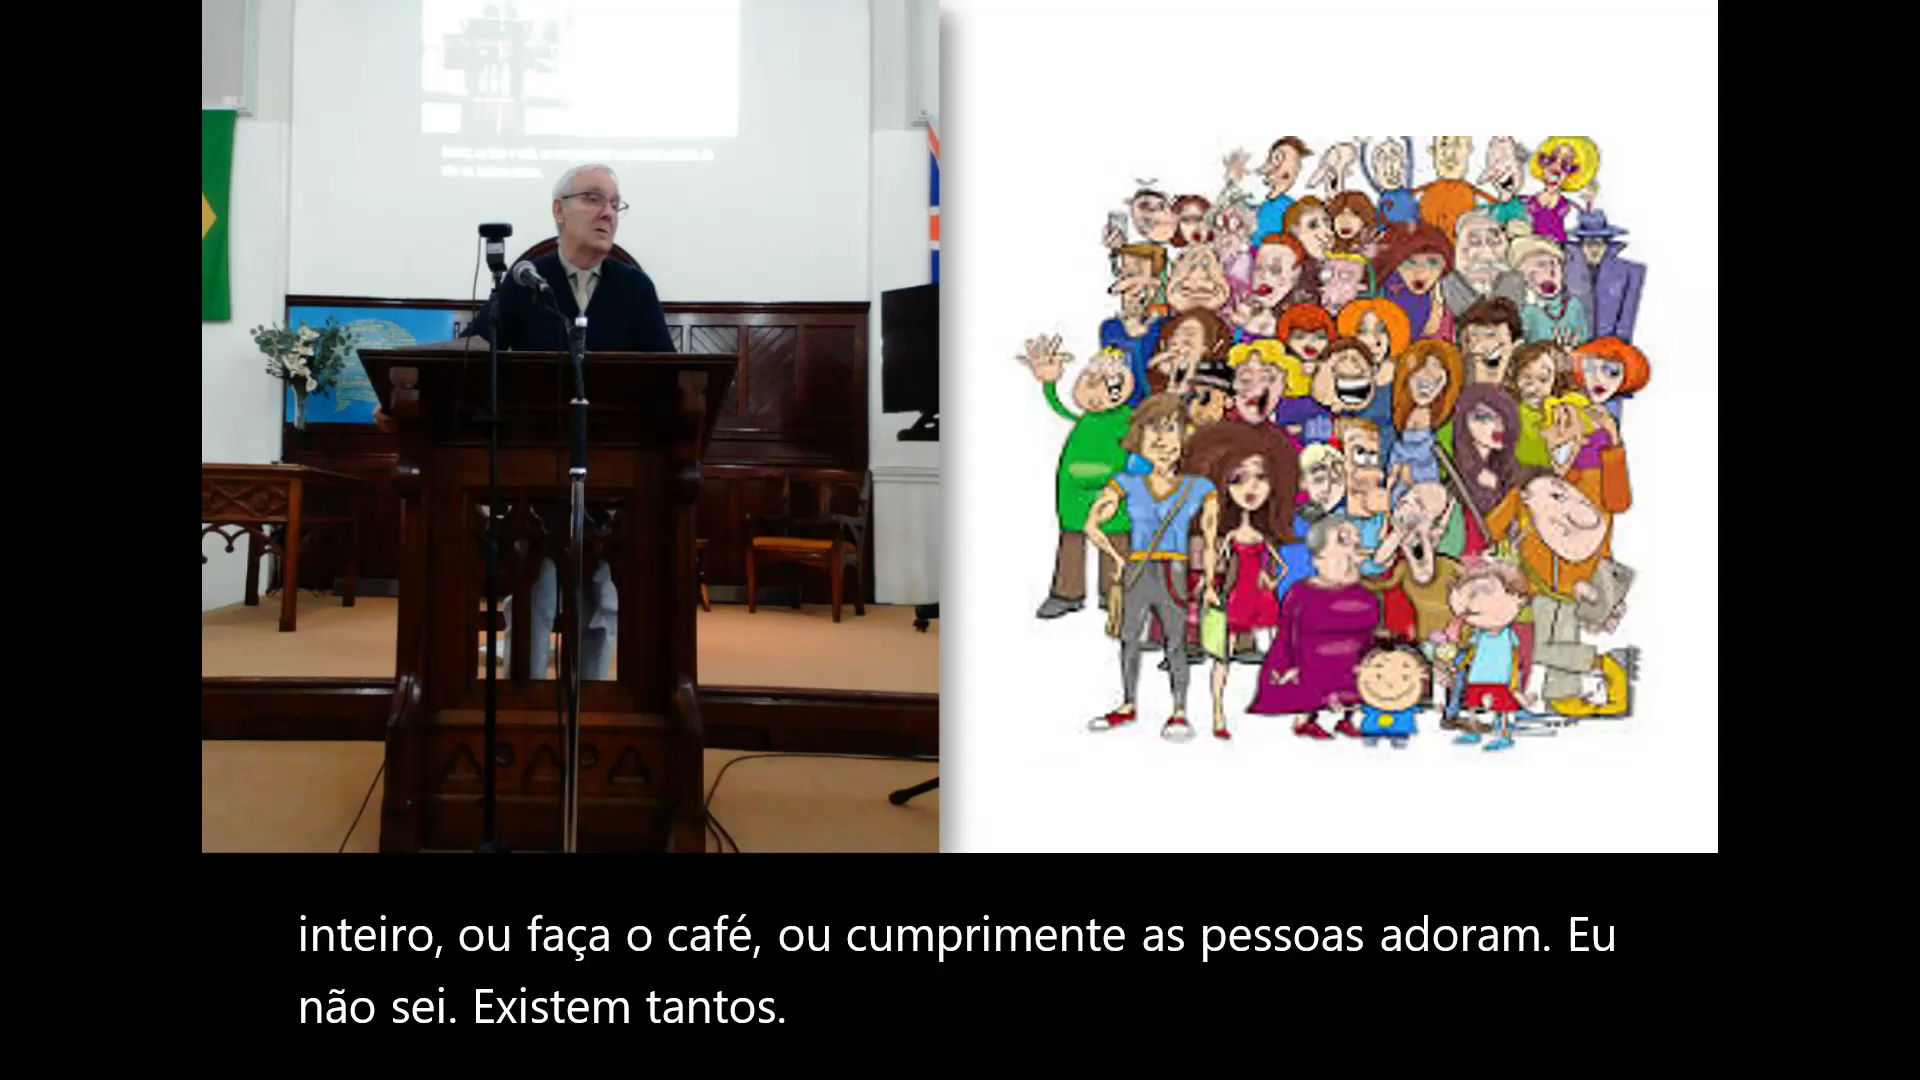 inteiro, ou faça o café, ou cumprimente as pessoas adoram. Eu
não sei. Existem tantos.